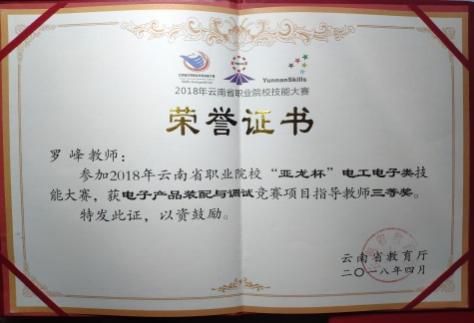 YunnanSkills
2018年云南省职业院校技能大赛
荣誉证书
罗 峰 教师：
参加2018年云南省职业院校“亚龙杯”电工电子类技
能大赛，获电子产品装配与调试竞赛项目指导教师三等奖。
特发此证，以资鼓励。
云南省教育厅
二〇一八年四月